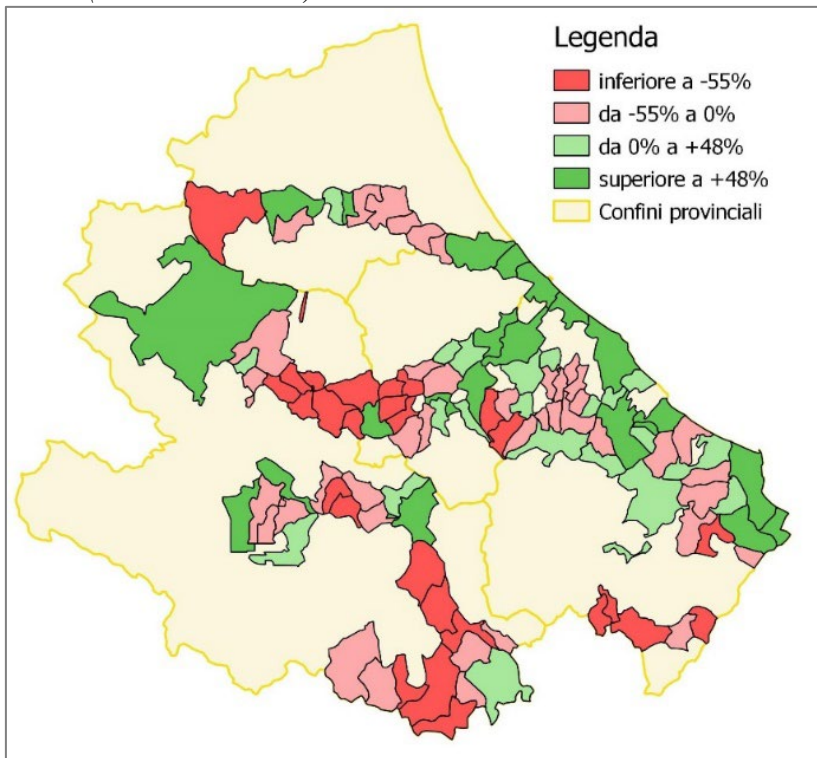 Legenda
inferiore a -55%
da -55% a 0%
da 0% a +48%
superiore a +48%
Confini provinciali